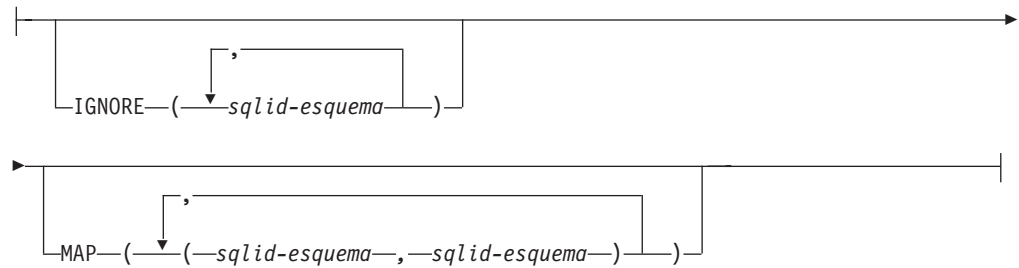 ,
IGNORE ( sqlid-esquema )
,
MAP ( ( sqlid-esquema , sqlid-esquema ) )